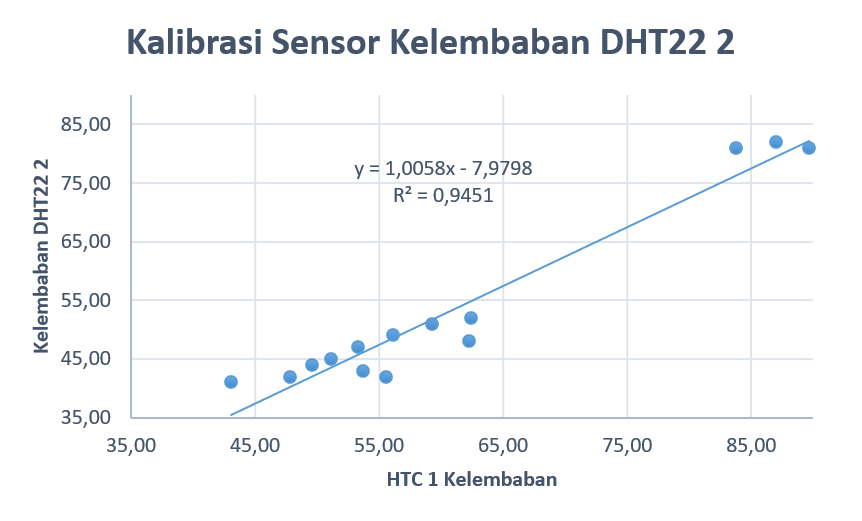 Kalibrasi Sensor Kelembaban DHT22 2
85,00
75,00
65,00
55,00
45,00
35,00
Kelembaban DHT22 2
y = 1,0058x - 7,9798
R² = 0,9451
35,00 45,00 55,00 65,00 75,00 85,00
HTC 1 Kelembaban